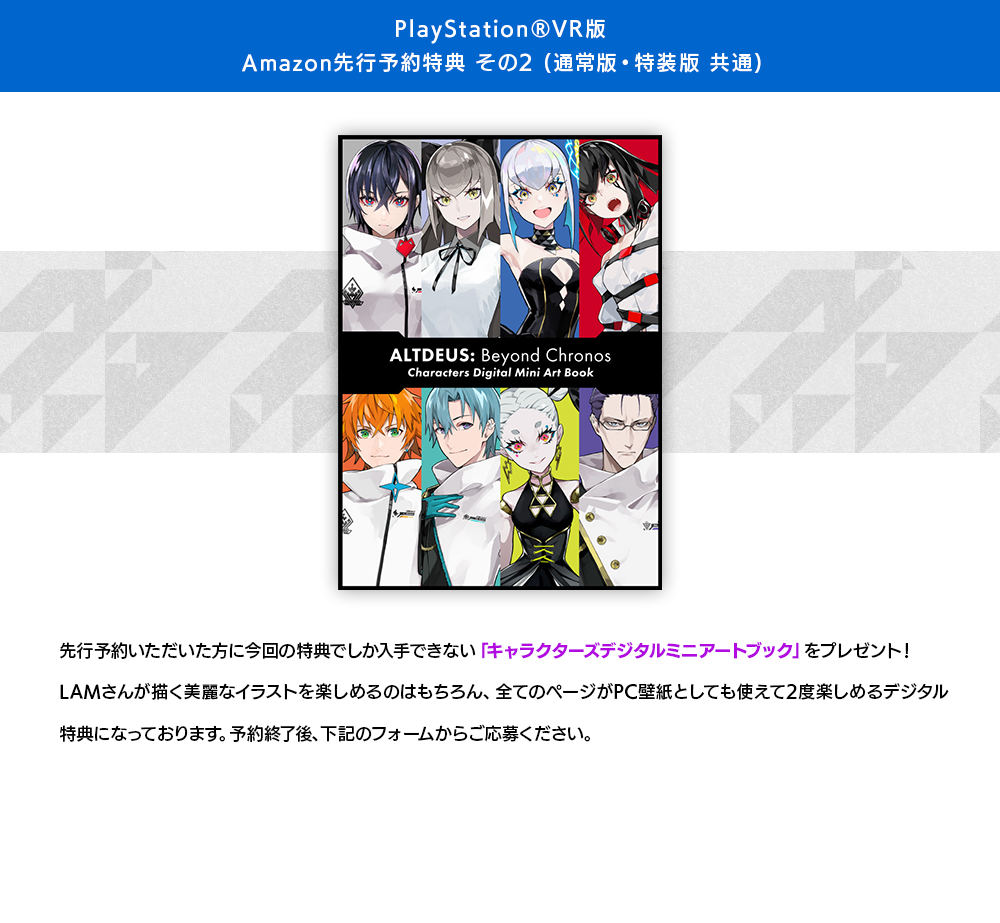 PlayStation®VR版
Amazon先行予約特典 その2 (通常版・特装版 共通)
ALTDEUS: Beyond Chronos
Characters Digital Mini Art Book
先行予約いただいた方に今回の特典でしか入手できない「キャラクターズデジタルミニアートブック」をプレゼント！
LAMさんが描く美麗なイラストを楽しめるのはもちろん、全てのページがPC壁紙としても使えて2度楽しめるデジタル
特典になっております。予約終了後、下記のフォームからご応募ください。